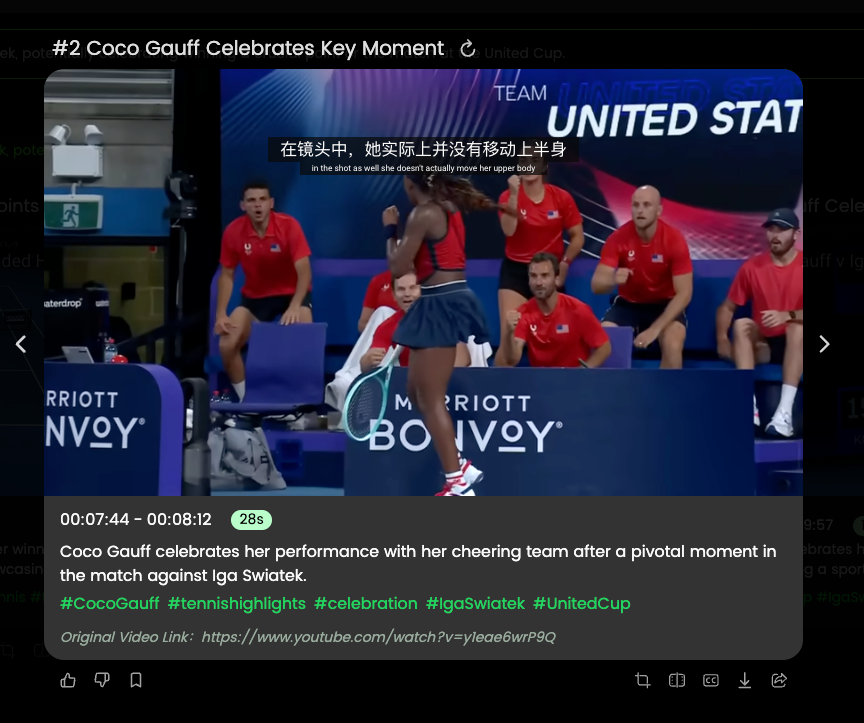 #2 Coco Gauff Celebrates Key Moment
TEAM
UNITED STAT
在镜头中，她实际上并没有移动上半身
in the shot as well she doesn't actually move her upper body
waterdrop
RRIOTT
NVOY
MARRIOTT
BONVOY
00:07:44 - 00:08:12
28s
Coco Gauff celebrates her performance with her cheering team after a pivotal moment in
the match against Iga Swiatek.
#CocoGauff #tennishighlights #celebration #IgaSwiatek #UnitedCup
Original Video Link: https://www.youtube.com/watch?v=y1eae6wrP9Q
CC